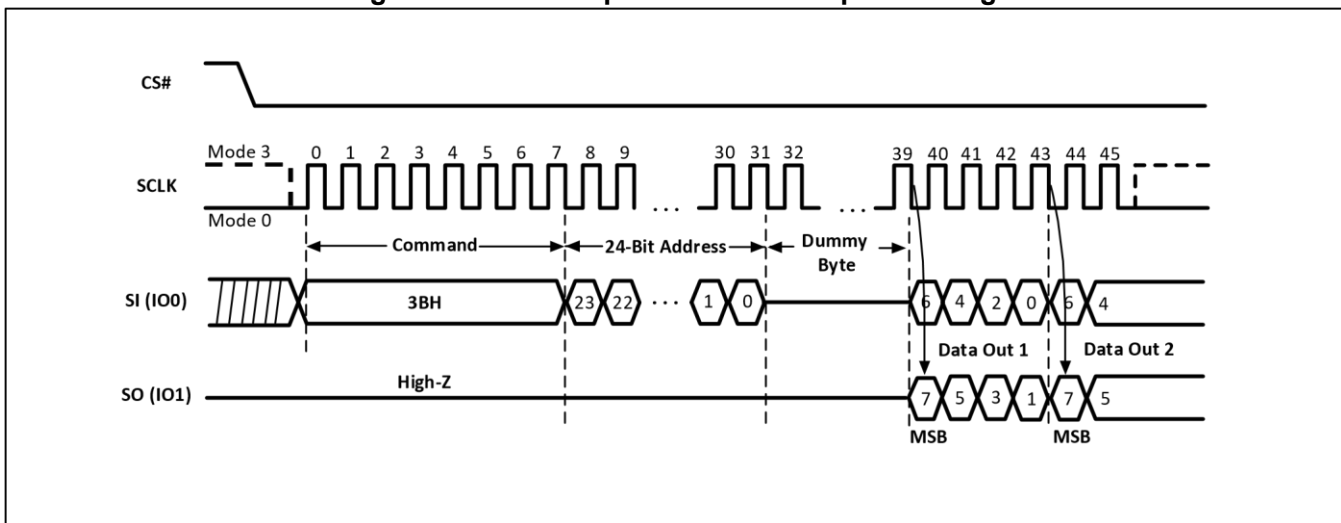 CS#
Mode 3 0 1 2 3 4 5 6 7 8 9 30 31 32 39 40 41 42 43 44 45
SCLK
... ...
Mode 0
Command 24-Bit Address Dummy
Byte
SI (IO0) 3BH 23 22 ... 1 0 6 4 2 0 6 4
Data Out 1 Data Out 2
High-Z
SO (IO1) 7 5 3 1 7 5
MSB MSB